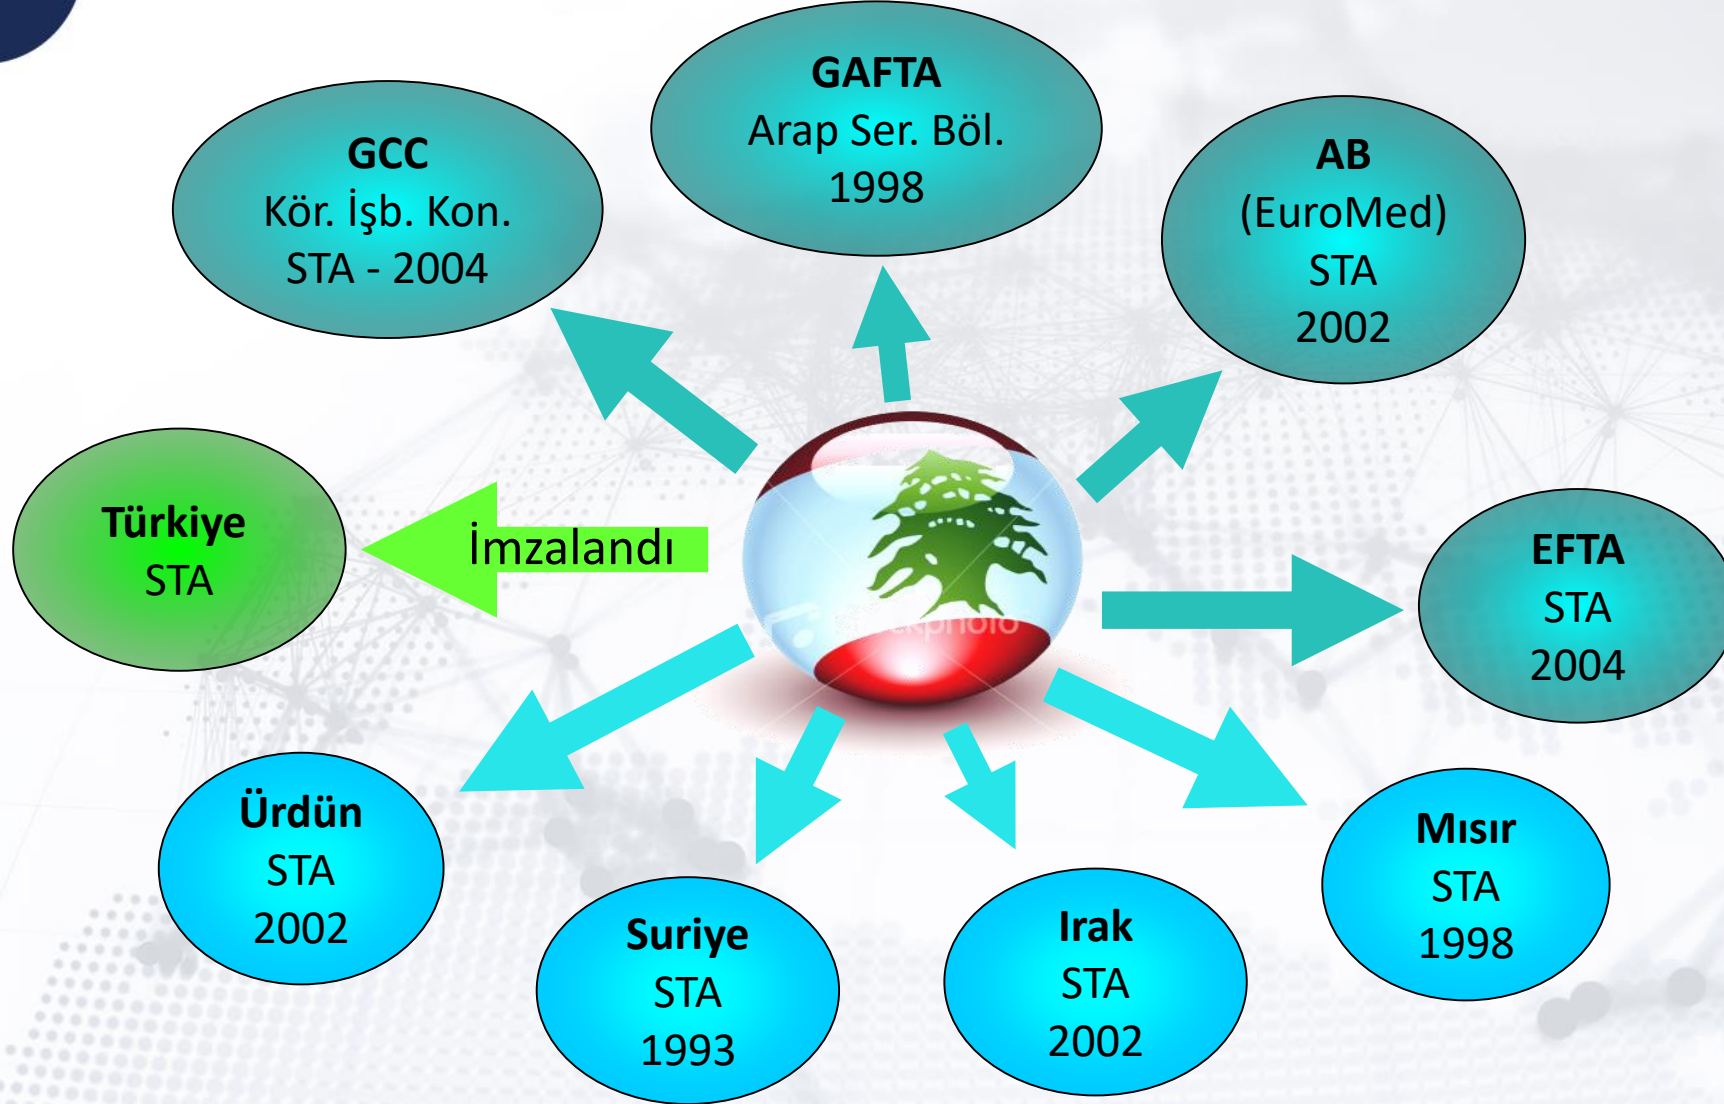 GAFTA
Arap Ser. Böl.
1998
GCC
Kör. İşb. Kon.
STA - 2004
AB
(EuroMed)
STA
2002
Türkiye
STA
İmzalandı
EFTA
STA
2004
Ürdün
STA
2002
Suriye
STA
1993
Irak
STA
2002
Mısır
STA
1998